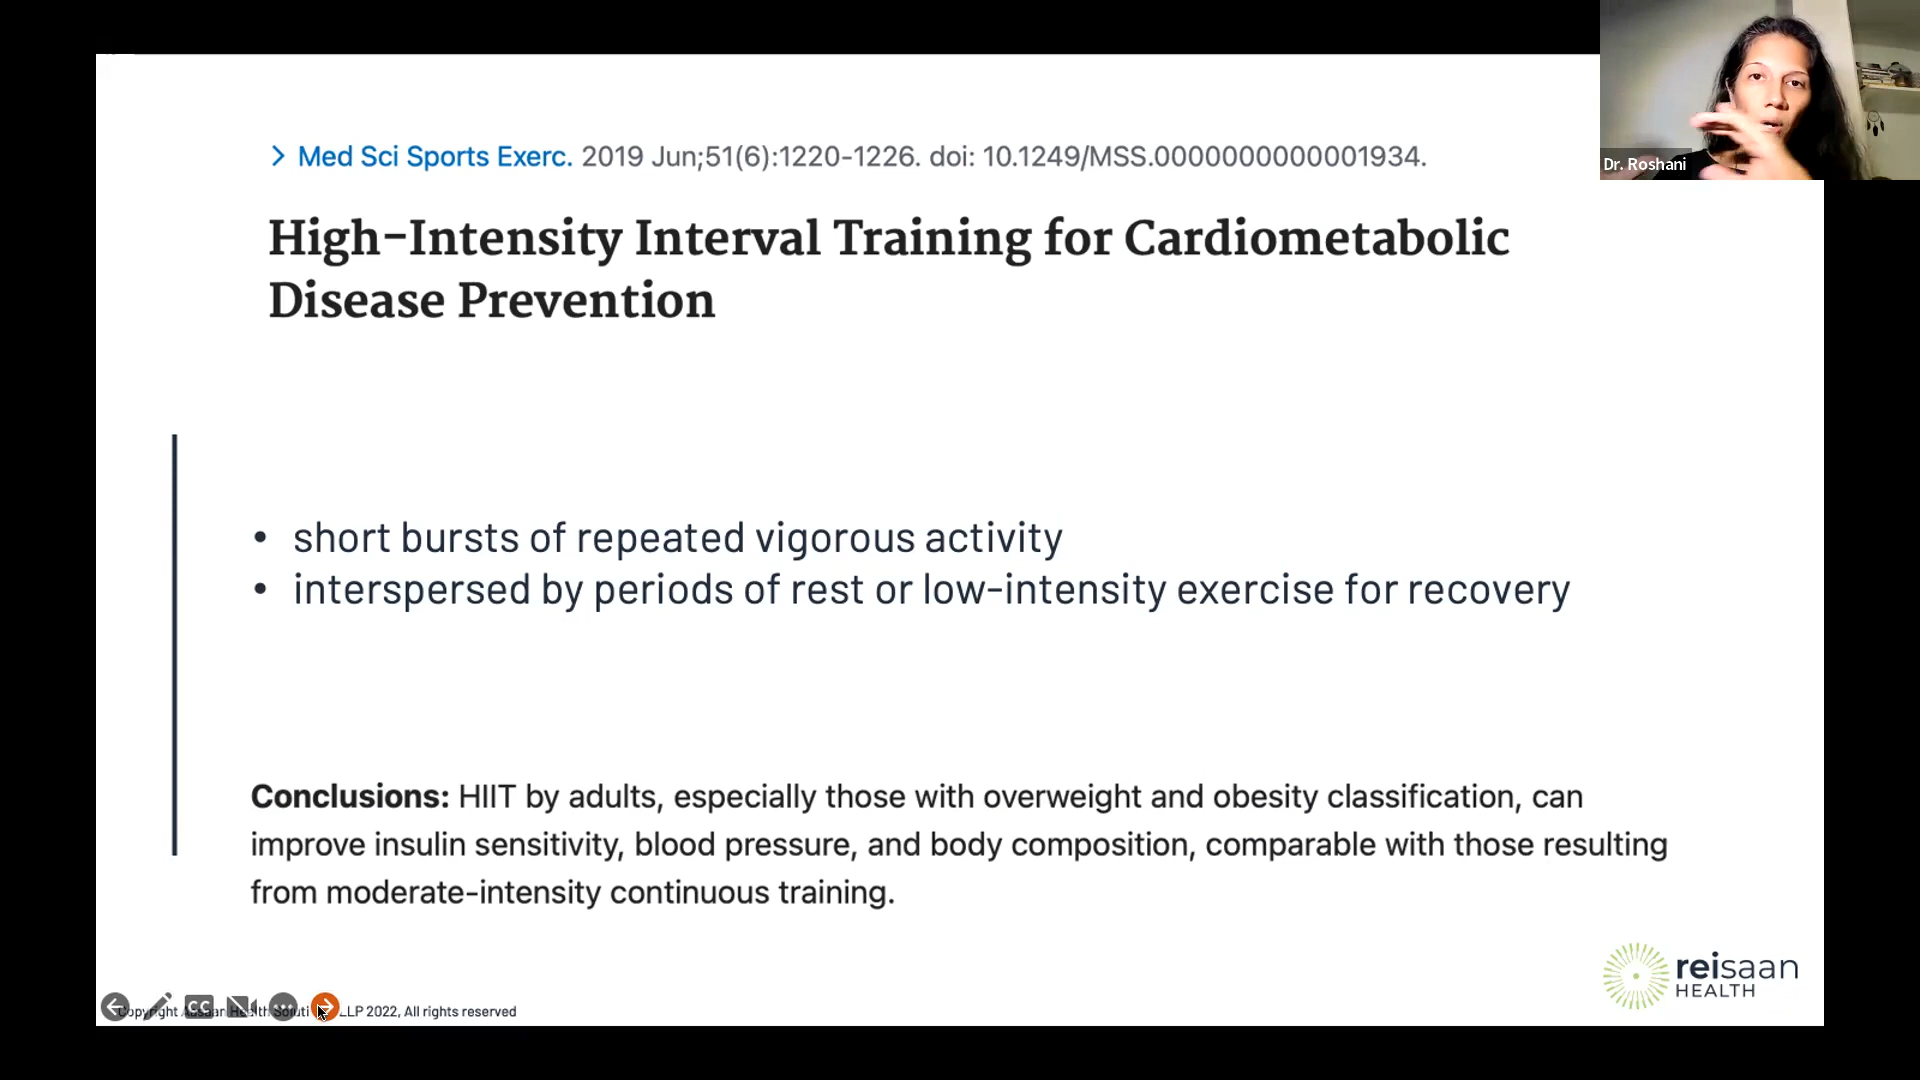 Dr. Roshani
> Med Sci Sports Exerc. 2019 Jun;51(6):1220-1226. doi: 10.1249/MSS.0000000000001934.
High-Intensity Interval Training for Cardiometabolic
Disease Prevention
• short bursts of repeated vigorous activity
• interspersed by periods of rest or low-intensity exercise for recovery
Conclusions: HIIT by adults, especially those with overweight and obesity classification, can
improve insulin sensitivity, blood pressure, and body composition, comparable with those resulting
from moderate-intensity continuous training.
reisaan
HEALTH
CC
Copyright Health LLP 2022, All rights reserved